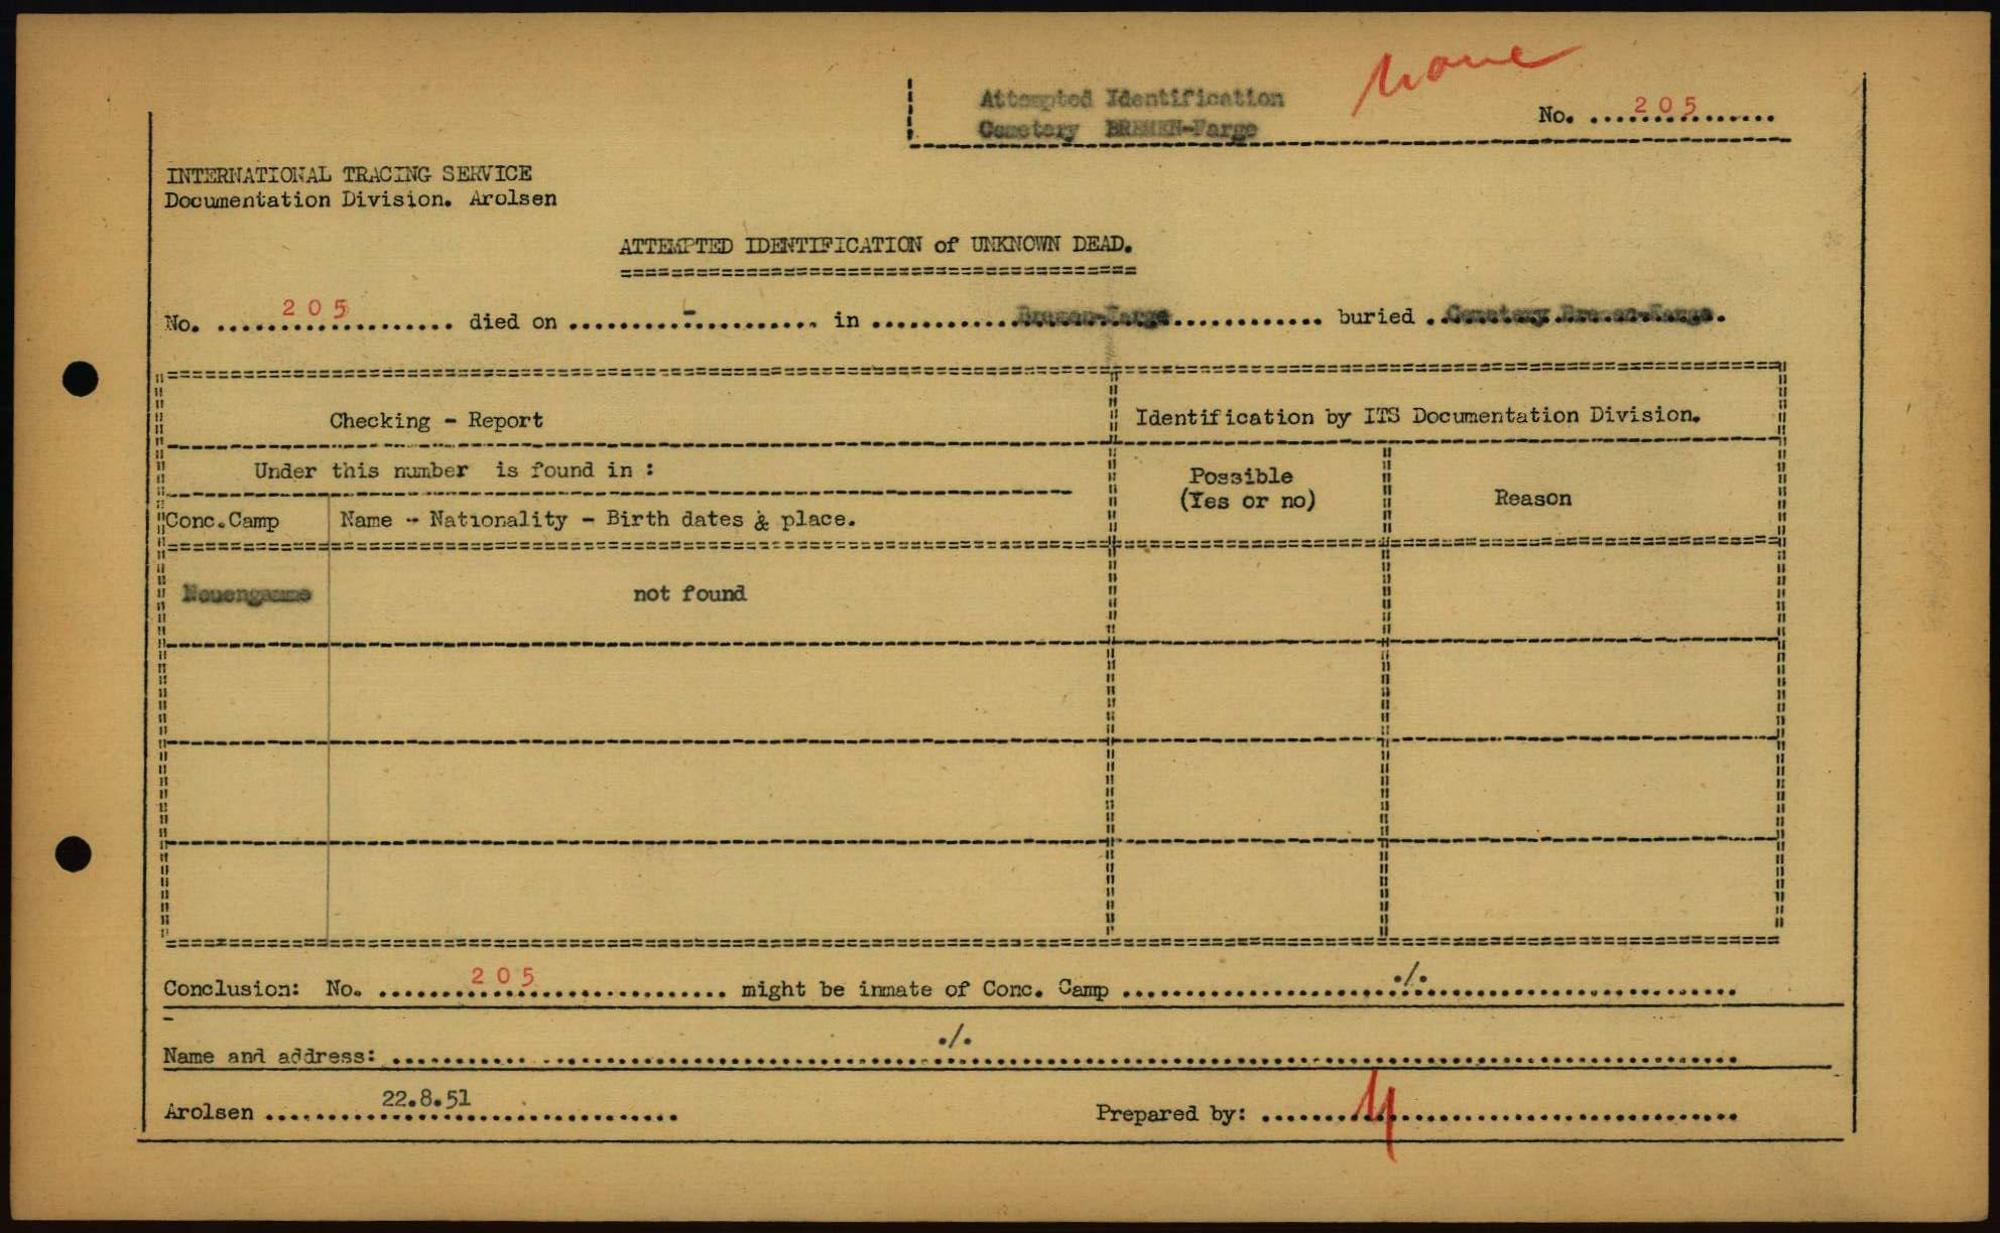 none
Attempted Identification
Cemetery BREMEN-Farge
No. ....205....
INTERNATIONAL TRACING SERVICE
Documentation Division. Arolsen
ATTEMPTED IDENTIFICATION of UNKNOWN DEAD.
No. ....205.... died on ....-.... in ....Bremen-Farge.... buried ..Cemetery Bremen-Farge.
Checking - Report
Identification by ITS Documentation Division.
Under this number is found in :
Possible
(Yes or no)
Reason
Conc.Camp
Name - Nationality - Birth dates & place.
Neuengamme
not found
Conclusion: No. ....205.... might be inmate of Conc. Camp ..../.....
Name and address: ..../.....
Arolsen ....22.8.51....
Prepared by: ........